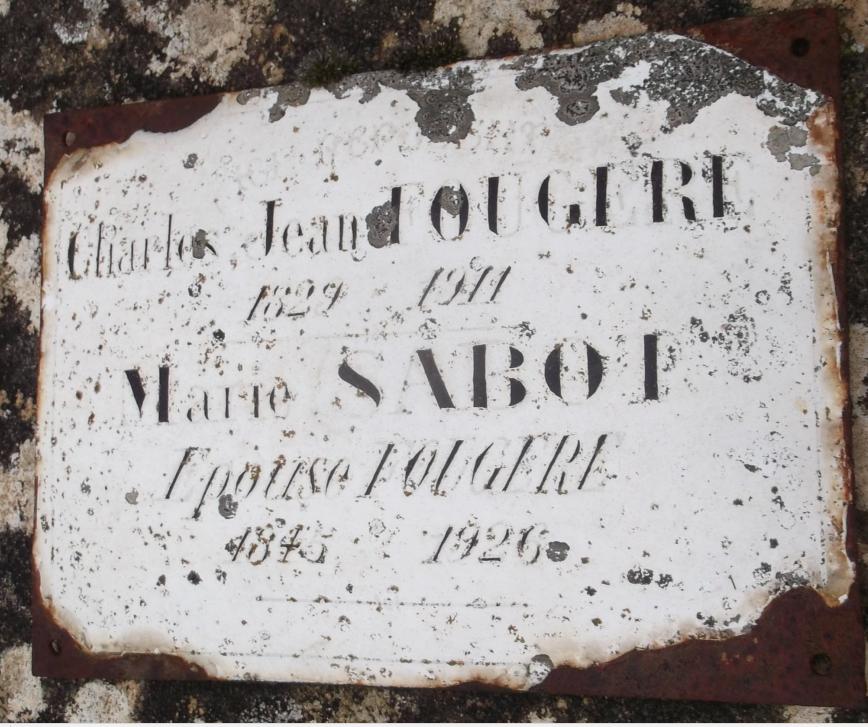 Charles Jean FOUGERE
1829 1911
Marie SABOT
Epouse FOUGERE
1845 1926